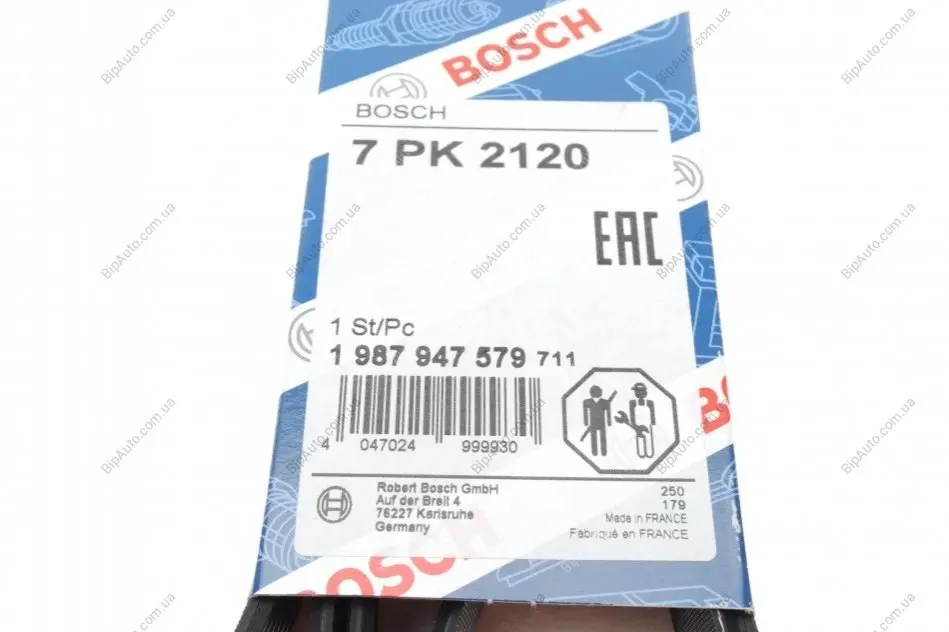 BOSCH
BOSCH
7 PK 2120
EAC
1 St/Pc
1 987 947 579 711
4 047024 999930
Robert Bosch GmbH
Auf der Breit 4
76227 Karlsruhe
Germany
250
179
Made in FRANCE
Fabriqué en FRANCE
BOSCH
BOSCH
BipAuto.com.ua